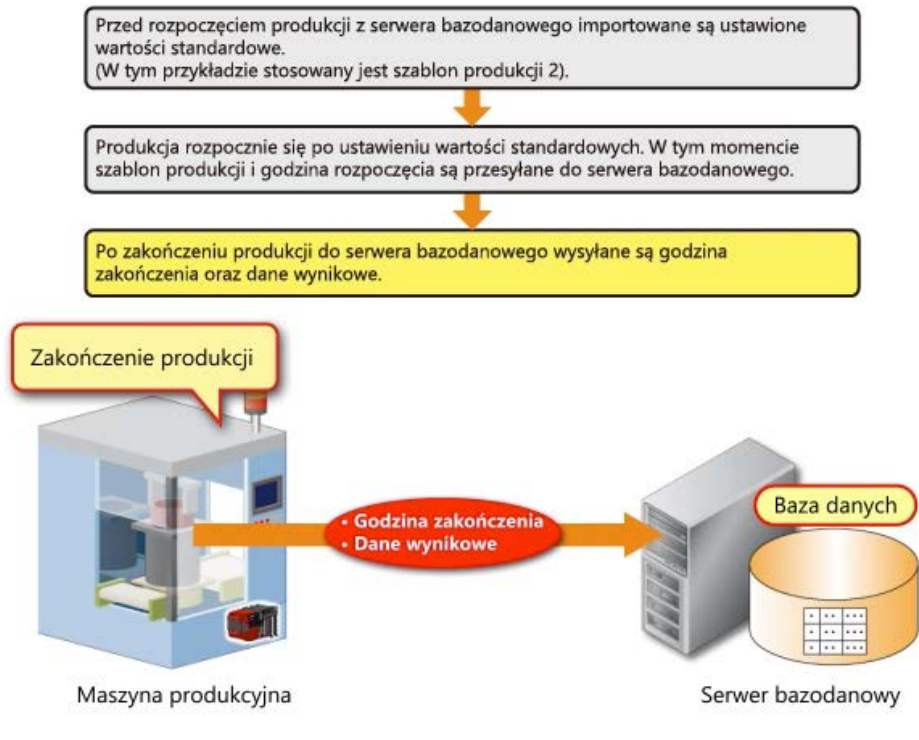 Przed rozpoczęciem produkcji z serwera bazodanowego importowane są ustawione
wartości standardowe.
(W tym przykładzie stosowany jest szablon produkcji 2).
Produkcja rozpocznie się po ustawieniu wartości standardowych. W tym momencie
szablon produkcji i godzina rozpoczęcia są przesyłane do serwera bazodanowego.
Po zakończeniu produkcji do serwera bazodanowego wysyłane są godzina
zakończenia oraz dane wynikowe.
Zakończenie produkcji
• Godzina zakończenia
• Dane wynikowe
Baza danych
Maszyna produkcyjna
Serwer bazodanowy